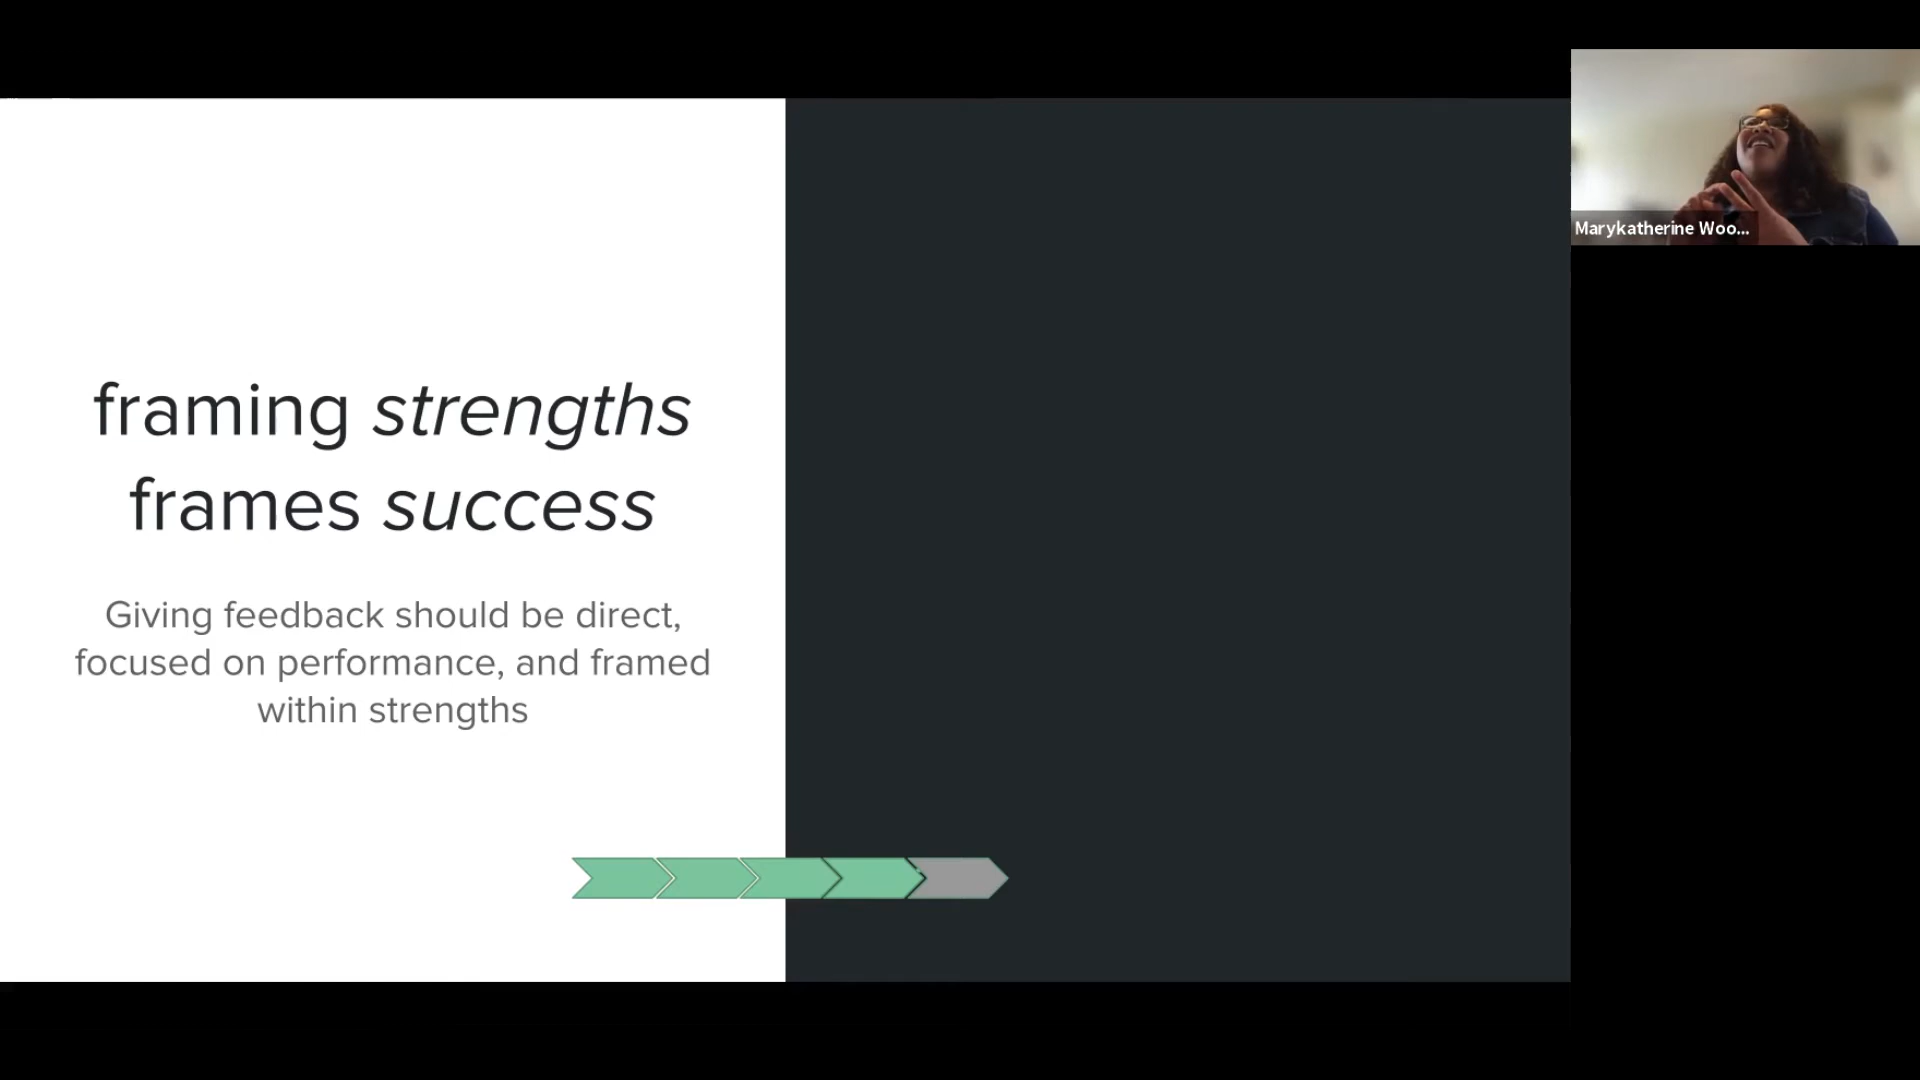 framing strengths
frames success
Giving feedback should be direct,
focused on performance, and framed
within strengths
Marykatherine Woo...